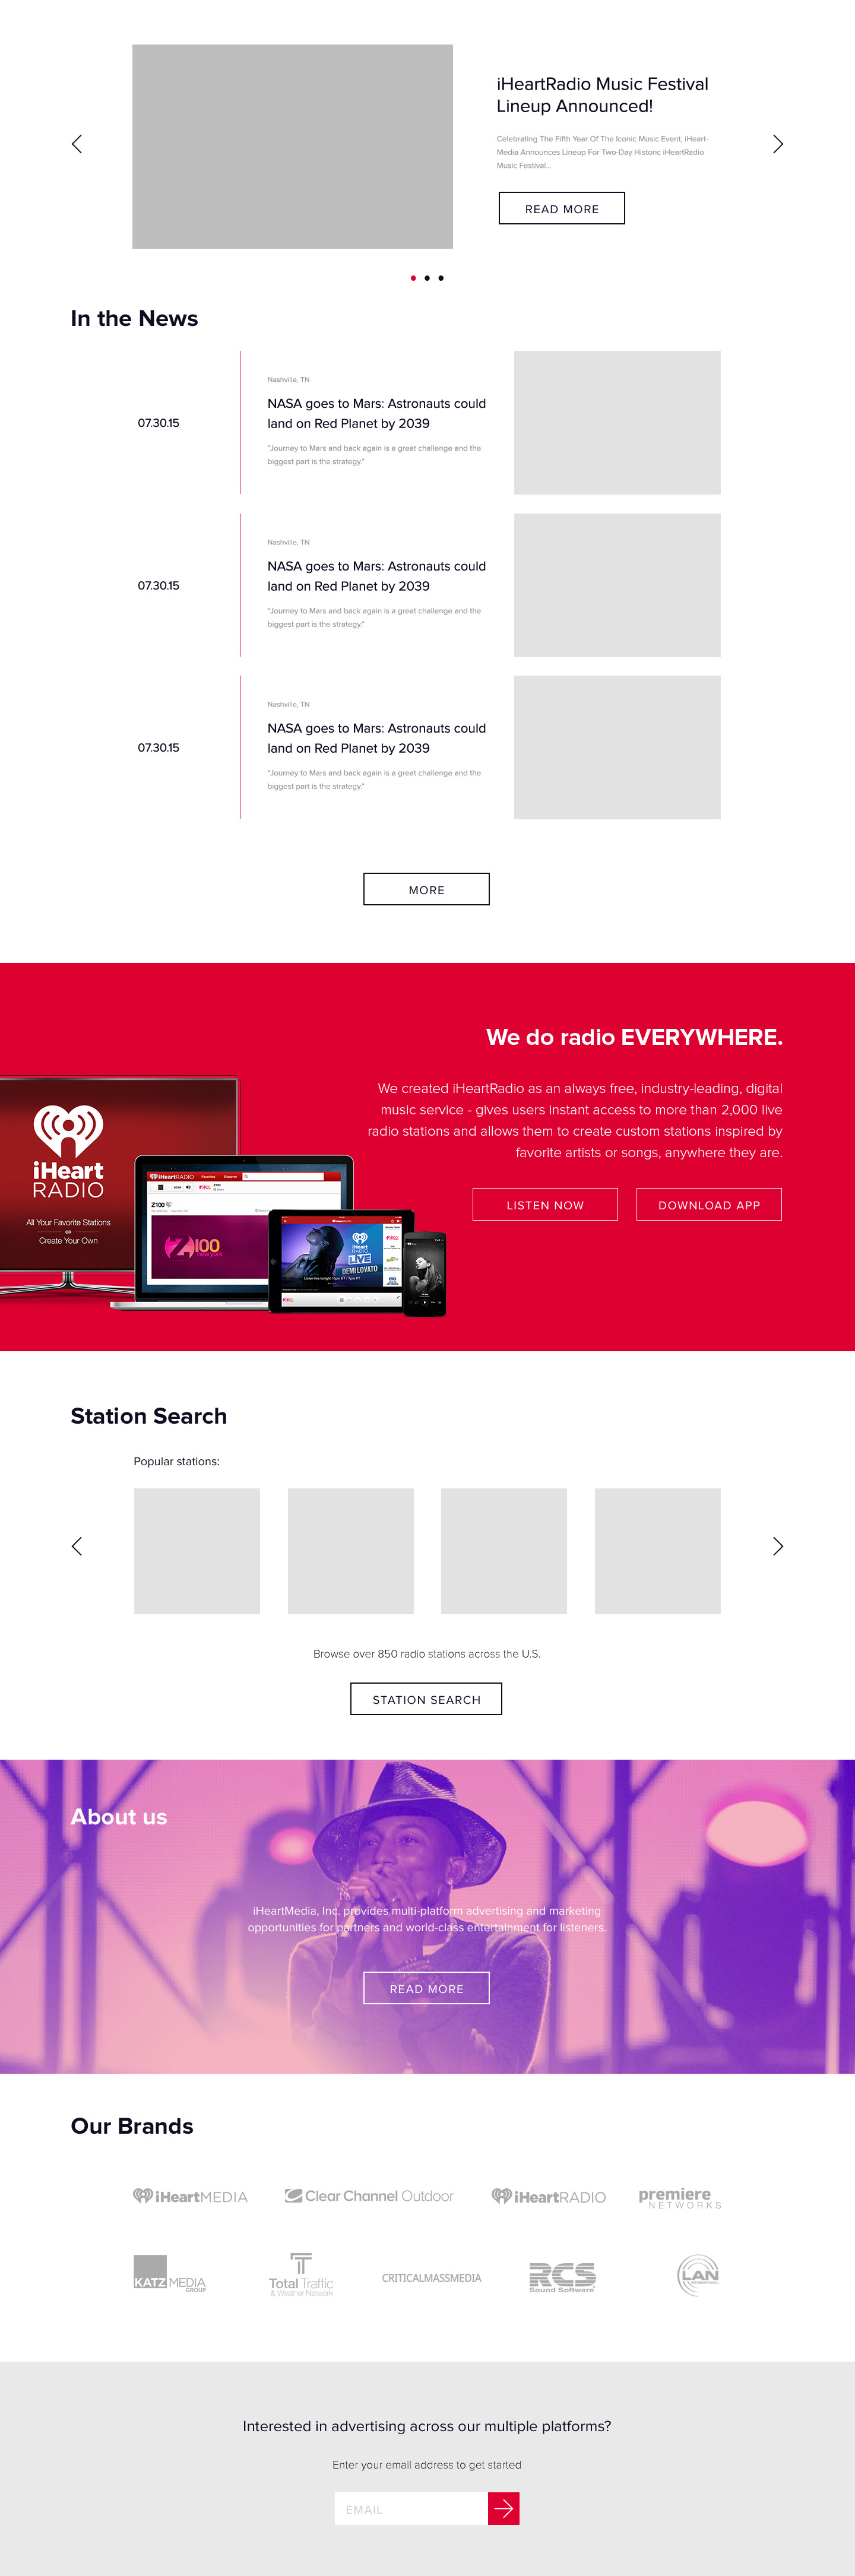 iHeartRadio Music Festival
Lineup Announced!
Celebrating The Fifth Year Of The Iconic Music Event, iHeart-
Media Announces Lineup For Two-Day Historic iHeartRadio
Music Festival...
READ MORE
In the News
07.30.15
Nashville, TN
NASA goes to Mars: Astronauts could
land on Red Planet by 2039
"Journey to Mars and back again is a great challenge and the
biggest part is the strategy."
07.30.15
Nashville, TN
NASA goes to Mars: Astronauts could
land on Red Planet by 2039
"Journey to Mars and back again is a great challenge and the
biggest part is the strategy."
07.30.15
Nashville, TN
NASA goes to Mars: Astronauts could
land on Red Planet by 2039
"Journey to Mars and back again is a great challenge and the
biggest part is the strategy."
MORE
We do radio EVERYWHERE.
We created iHeartRadio as an always free, industry-leading, digital
music service - gives users instant access to more than 2,000 live
radio stations and allows them to create custom stations inspired by
favorite artists or songs, anywhere they are.
LISTEN NOW
DOWNLOAD APP
iHeart
RADIO
All Your Favorite Stations
OR
Create Your Own
iHeartRADIO
Favorites
Discover
Z100
Z100
iHeart
RADIO
LIVE
DEMI LOVATO
Station Search
Popular stations:
Browse over 850 radio stations across the U.S.
STATION SEARCH
About us
iHeartMedia, Inc. provides multi-platform advertising and marketing
opportunities for partners and world-class entertainment for listeners.
READ MORE
Our Brands
iHeartMEDIA
Clear Channel Outdoor
iHeartRADIO
premiere
NETWORKS
KATZ MEDIA
GROUP
Total Traffic
& Weather Network
CRITICALMASSMEDIA
RCS
Sound Software
LAN
INTERNATIONAL
Interested in advertising across our multiple platforms?
Enter your email address to get started
EMAIL